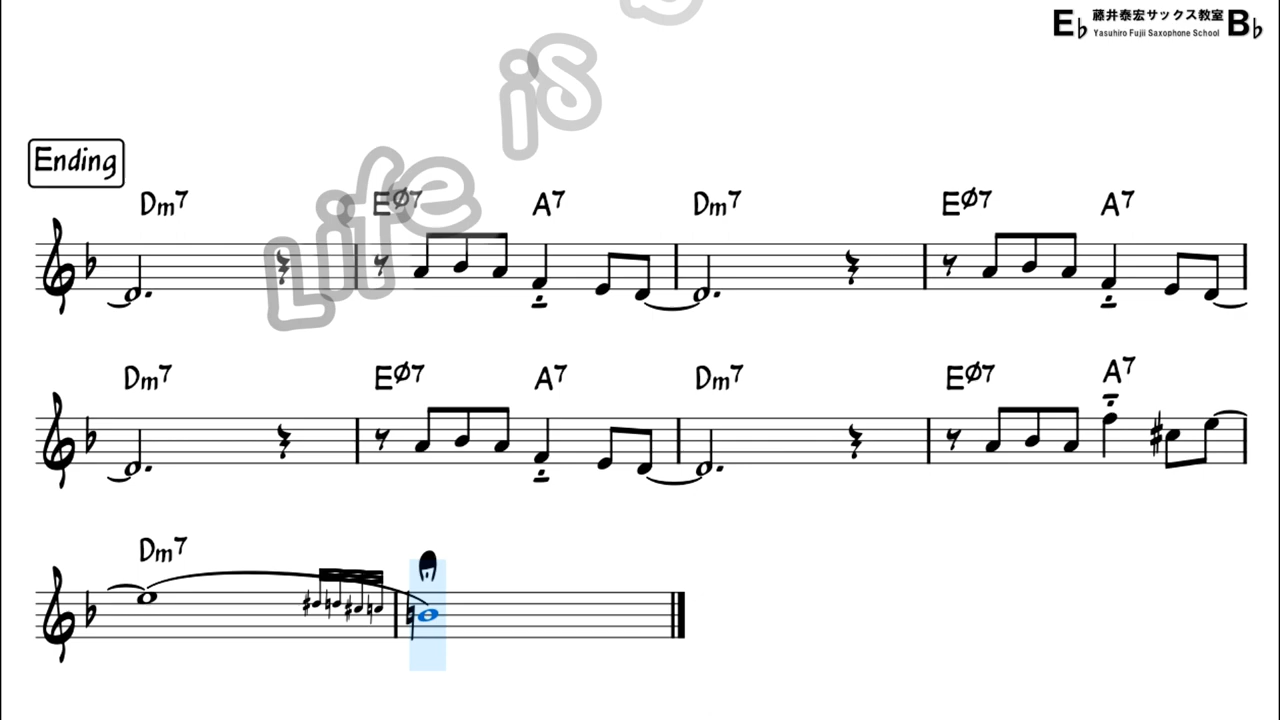 E♭ 藤井泰宏サックス教室 B♭
Yasuhiro Fujii Saxophone School
Life is
Ending
Dm7 EØ7 A7 Dm7 EØ7 A7
Dm7 EØ7 A7 Dm7 EØ7 A7
Dm7